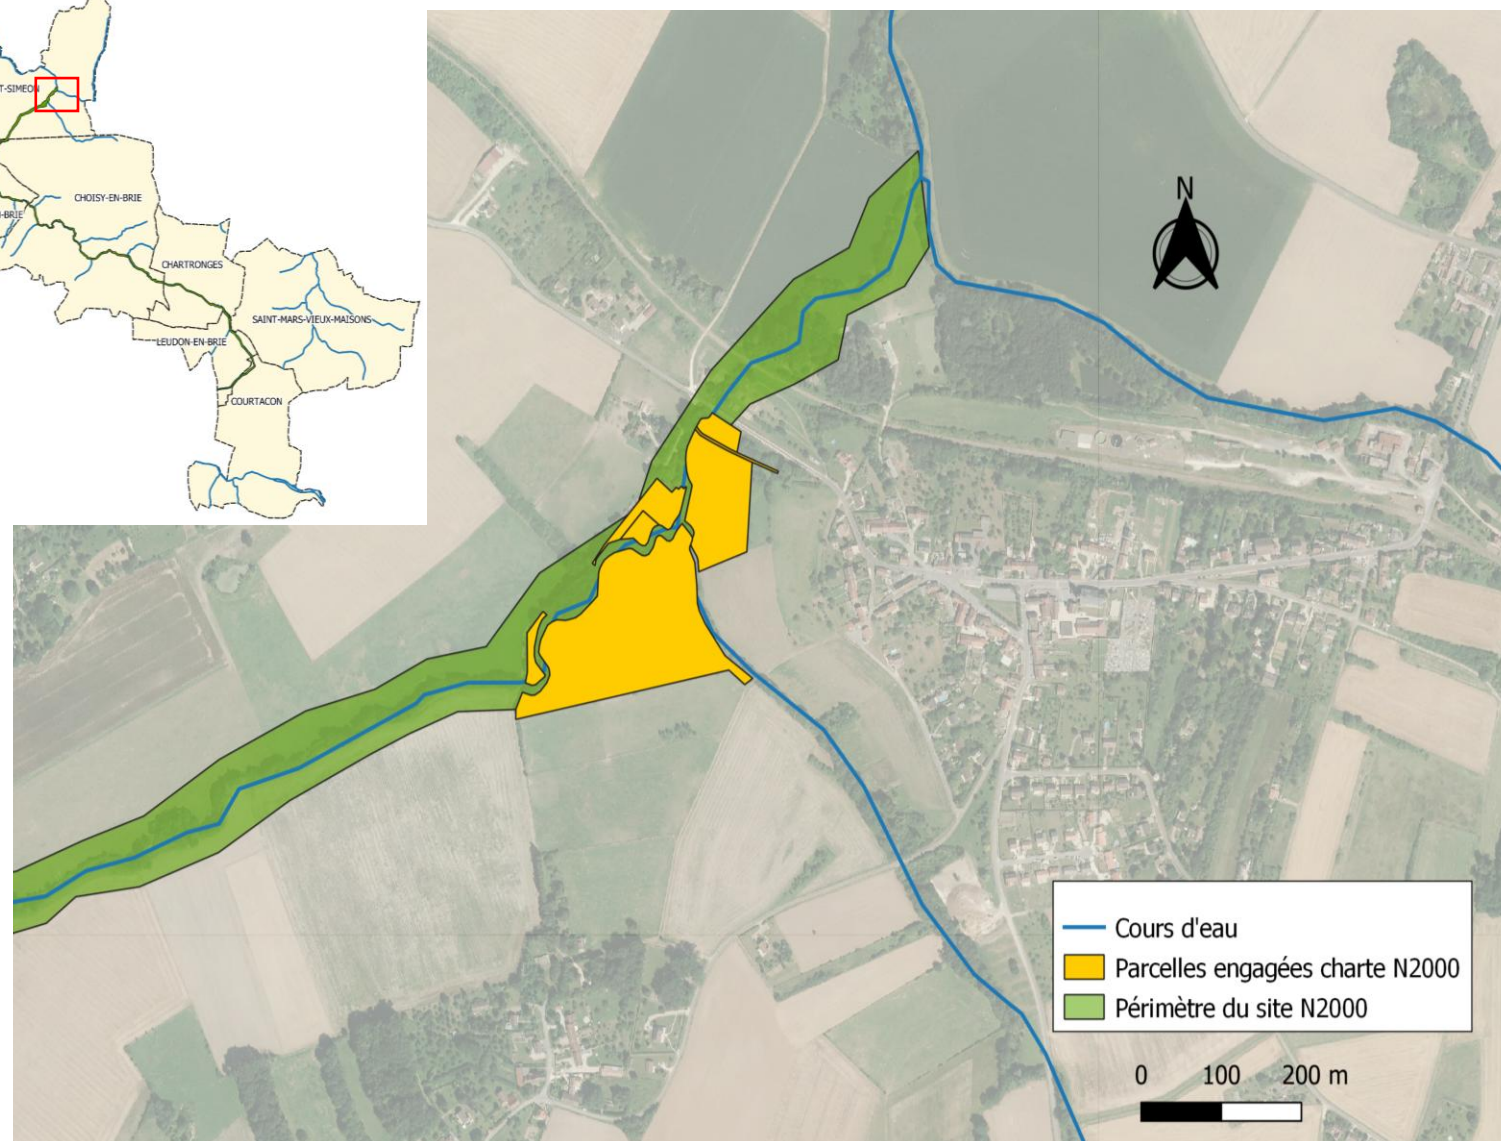 T-SIMEON
CHOISY-EN-BRIE
-BRIE
CHARTRONGES
SAINT-MARS-VIEUX-MAISONS
LEUDON-EN-BRIE
COURTACON
N
Cours d'eau
Parcelles engagées charte N2000
Périmètre du site N2000
0 100 200 m